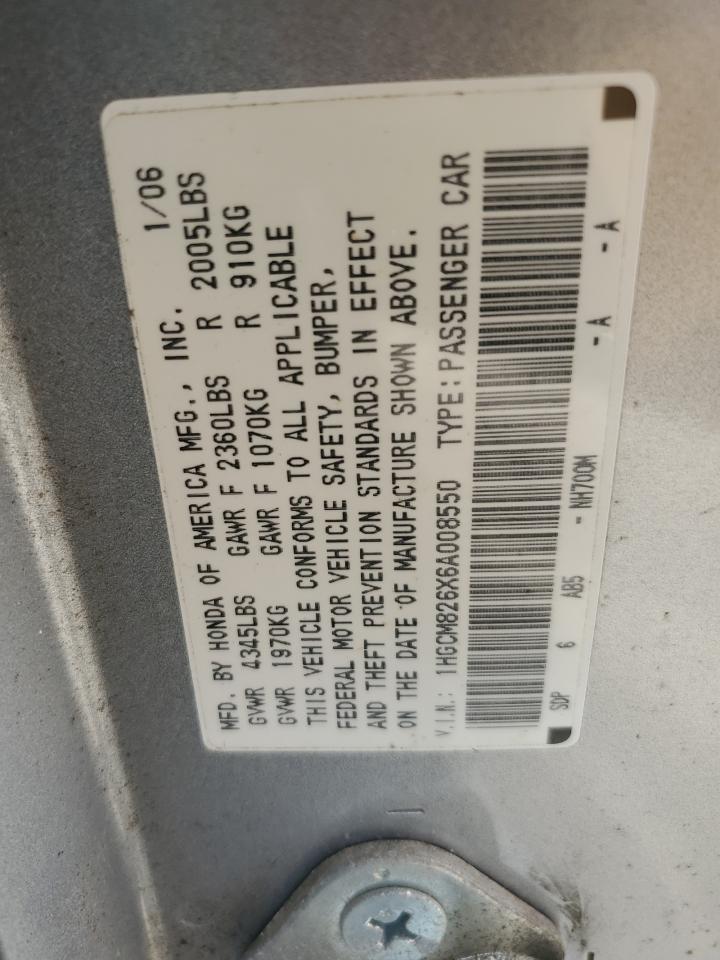 MFD. BY HONDA OF AMERICA MFG., INC. 1/06
GVWR 4345LBS GAWR F 2360LBS R 2005LBS
GVWR 1970KG GAWR F 1070KG R 910KG
THIS VEHICLE CONFORMS TO ALL APPLICABLE
FEDERAL MOTOR VEHICLE SAFETY, BUMPER,
AND THEFT PREVENTION STANDARDS IN EFFECT
ON THE DATE OF MANUFACTURE SHOWN ABOVE.
V.I.N.: 1HGCM826X6A008550 TYPE: PASSENGER CAR
SDP 6 AB5 - NH700M - A - A